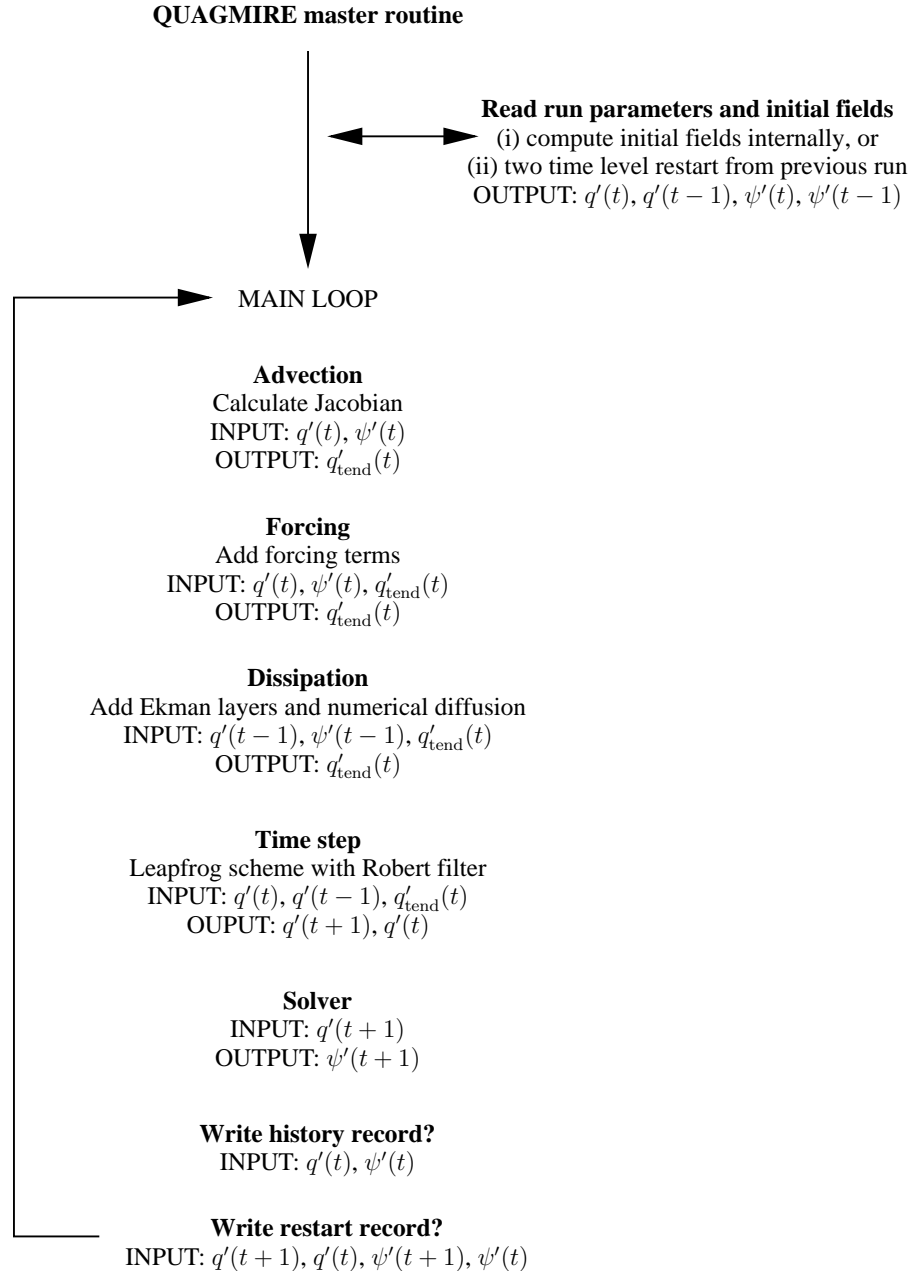 QUAGMIRE master routine
Read run parameters and initial fields
(i) compute initial fields internally, or
(ii) two time level restart from previous run
OUTPUT: q′(t), q′(t − 1), ψ′(t), ψ′(t − 1)
MAIN LOOP
Advection
Calculate Jacobian
INPUT: q′(t), ψ′(t)
OUTPUT: q′tend(t)
Forcing
Add forcing terms
INPUT: q′(t), ψ′(t), q′tend(t)
OUTPUT: q′tend(t)
Dissipation
Add Ekman layers and numerical diffusion
INPUT: q′(t − 1), ψ′(t − 1), q′tend(t)
OUTPUT: q′tend(t)
Time step
Leapfrog scheme with Robert filter
INPUT: q′(t), q′(t − 1), q′tend(t)
OUPUT: q′(t + 1), q′(t)
Solver
INPUT: q′(t + 1)
OUTPUT: ψ′(t + 1)
Write history record?
INPUT: q′(t), ψ′(t)
Write restart record?
INPUT: q′(t + 1), q′(t), ψ′(t + 1), ψ′(t)